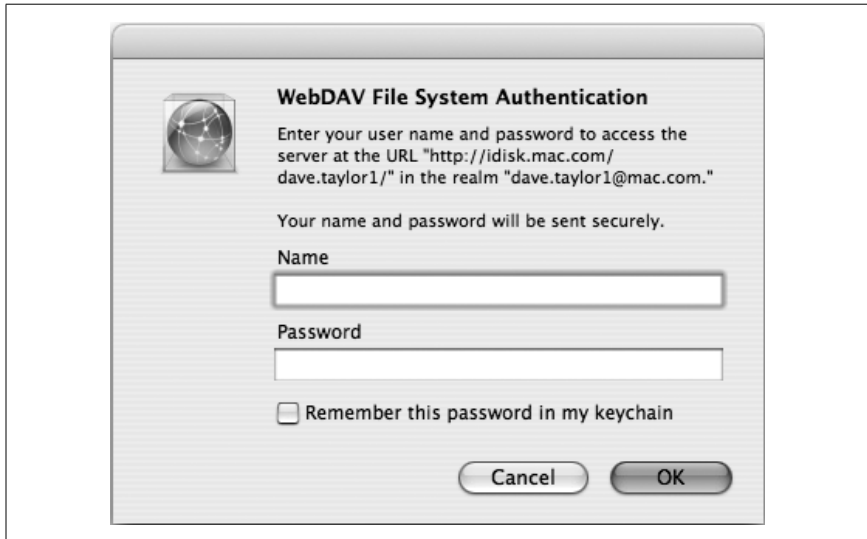 WebDAV File System Authentication
Enter your user name and password to access the
server at the URL "http://idisk.mac.com/
dave.taylor1/" in the realm "dave.taylor1@mac.com."
Your name and password will be sent securely.
Name
Password
Remember this password in my keychain
Cancel
OK